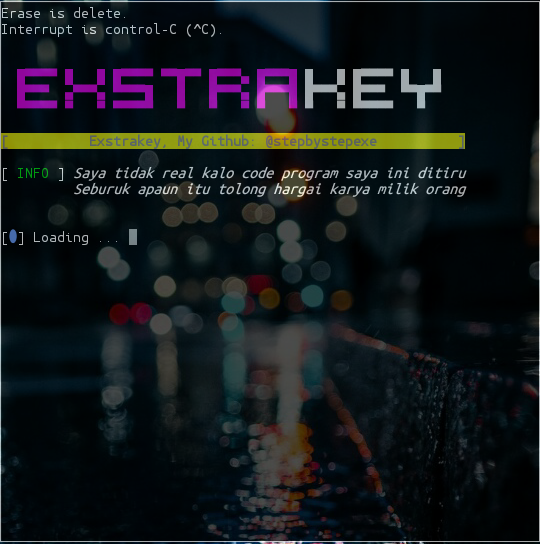 Erase is delete.
Interrupt is control-C (^C).
EXSTRAKEY
[ Exstrakey, My Github: @stepbystepexe ]
[ INFO ] Saya tidak real kalo code program saya ini ditiru
Seburuk apaun itu tolong hargai karya milik orang
[0] Loading ...